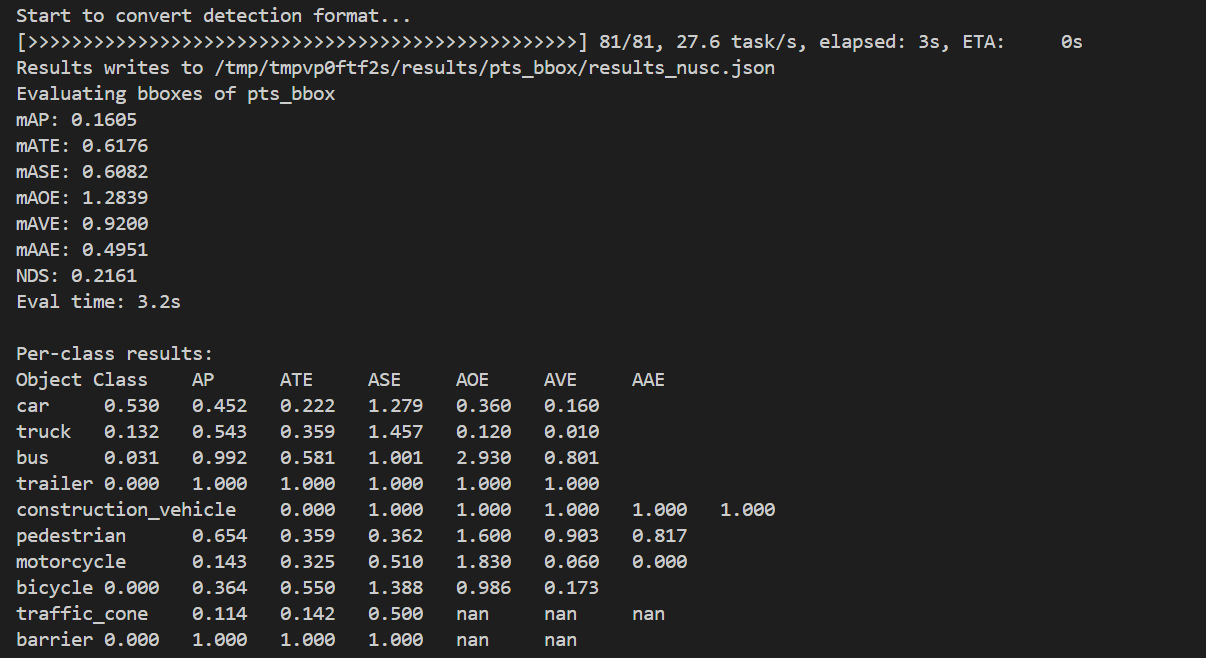 Start to convert detection format...
[>>>>>>>>>>>>>>>>>>>>>>>>>>>>>>>>>>>>>>>>>>>>>>>>>>] 81/81, 27.6 task/s, elapsed: 3s, ETA:     0s
Results writes to /tmp/tmpvp0ftf2s/results/pts_bbox/results_nusc.json
Evaluating bboxes of pts_bbox
mAP: 0.1605
mATE: 0.6176
mASE: 0.6082
mAOE: 1.2839
mAVE: 0.9200
mAAE: 0.4951
NDS: 0.2161
Eval time: 3.2s

Per-class results:
Object Class    AP      ATE     ASE     AOE     AVE     AAE
car     0.530   0.452   0.222   1.279   0.360   0.160
truck   0.132   0.543   0.359   1.457   0.120   0.010
bus     0.031   0.992   0.581   1.001   2.930   0.801
trailer 0.000   1.000   1.000   1.000   1.000   1.000
construction_vehicle    0.000   1.000   1.000   1.000   1.000   1.000
pedestrian      0.654   0.359   0.362   1.600   0.903   0.817
motorcycle      0.143   0.325   0.510   1.830   0.060   0.000
bicycle 0.000   0.364   0.550   1.388   0.986   0.173
traffic_cone    0.114   0.142   0.500   nan     nan     nan
barrier 0.000   1.000   1.000   1.000   nan     nan